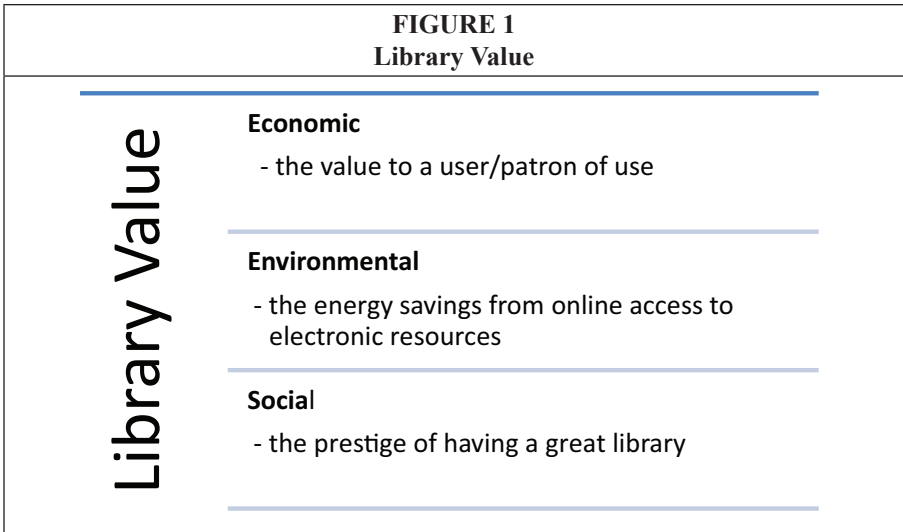 FIGURE 1
Library Value
Library Value
Economic
- the value to a user/patron of use
Environmental
- the energy savings from online access to
electronic resources
Social
- the prestige of having a great library